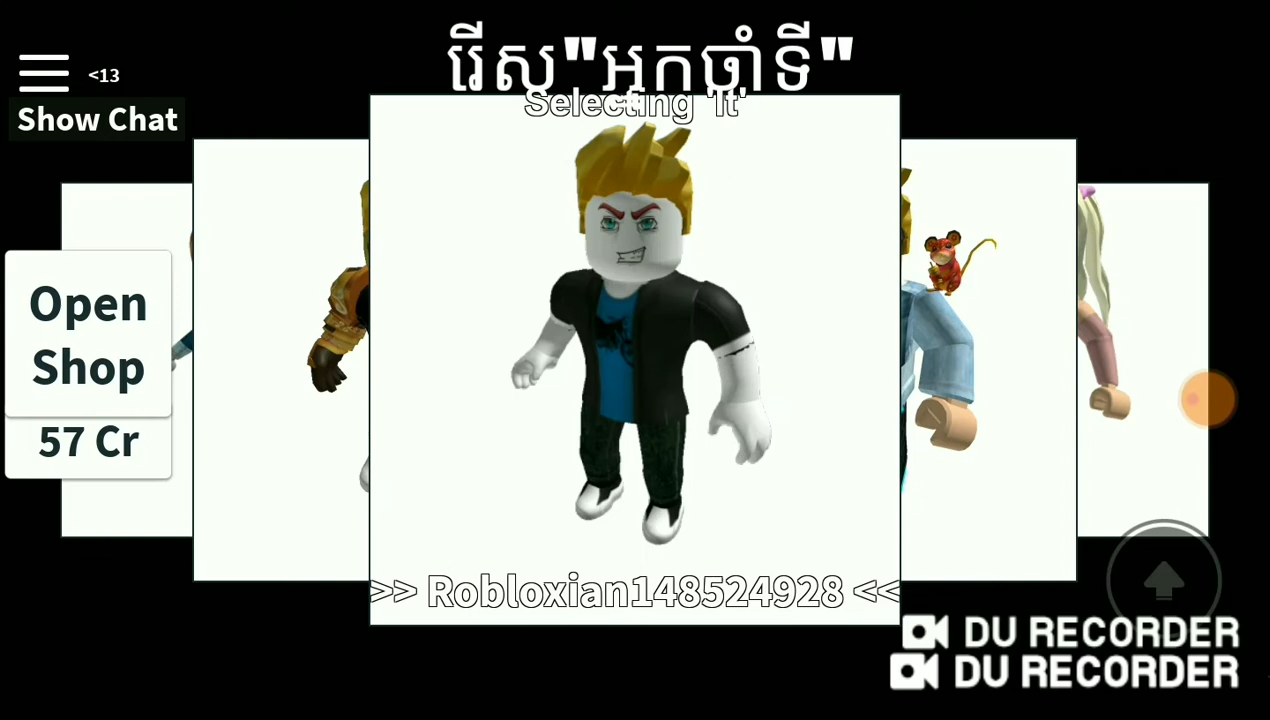 រើស"អ្នកចាំទី"
<13
Selecting 'It'
Show Chat
Open
Shop
57 Cr
>> Robloxian148524928 <<
DU RECORDER
DU RECORDER